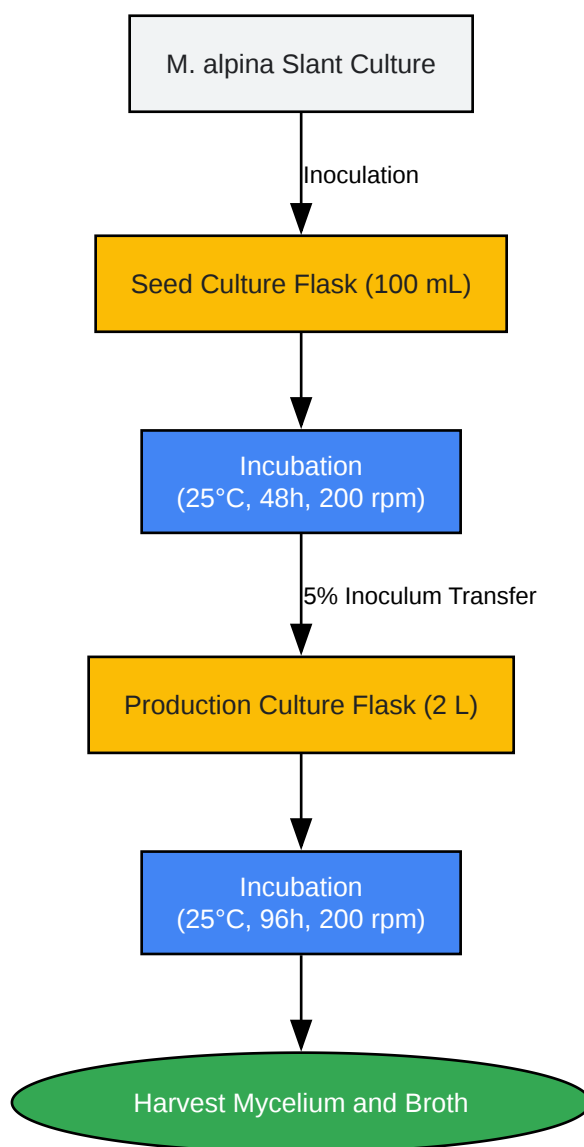 M. alpina Slant Culture
Inoculation
Seed Culture Flask (100 mL)
Incubation
(25°C, 48h, 200 rpm)
5% Inoculum Transfer
Production Culture Flask (2 L)
Incubation
(25°C, 96h, 200 rpm)
Harvest Mycelium and Broth